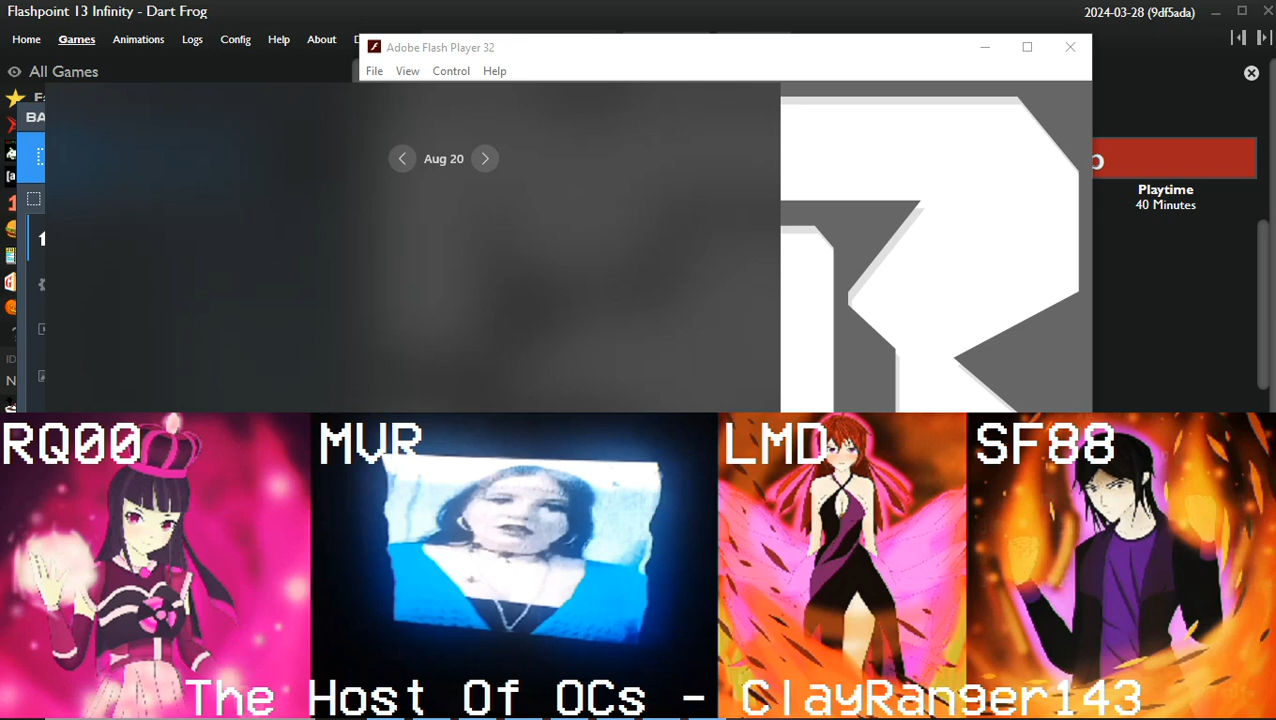 Flashpoint 13 Infinity - Dart Frog
2024-03-28 (9df5ada)
Home Games Animations Logs Config Help About
Adobe Flash Player 32
File View Control Help
All Games
BA
Aug 20
Playtime
40 Minutes
RQ00 MVR LMD SF88
The Host Of OCs - ClayRanger143